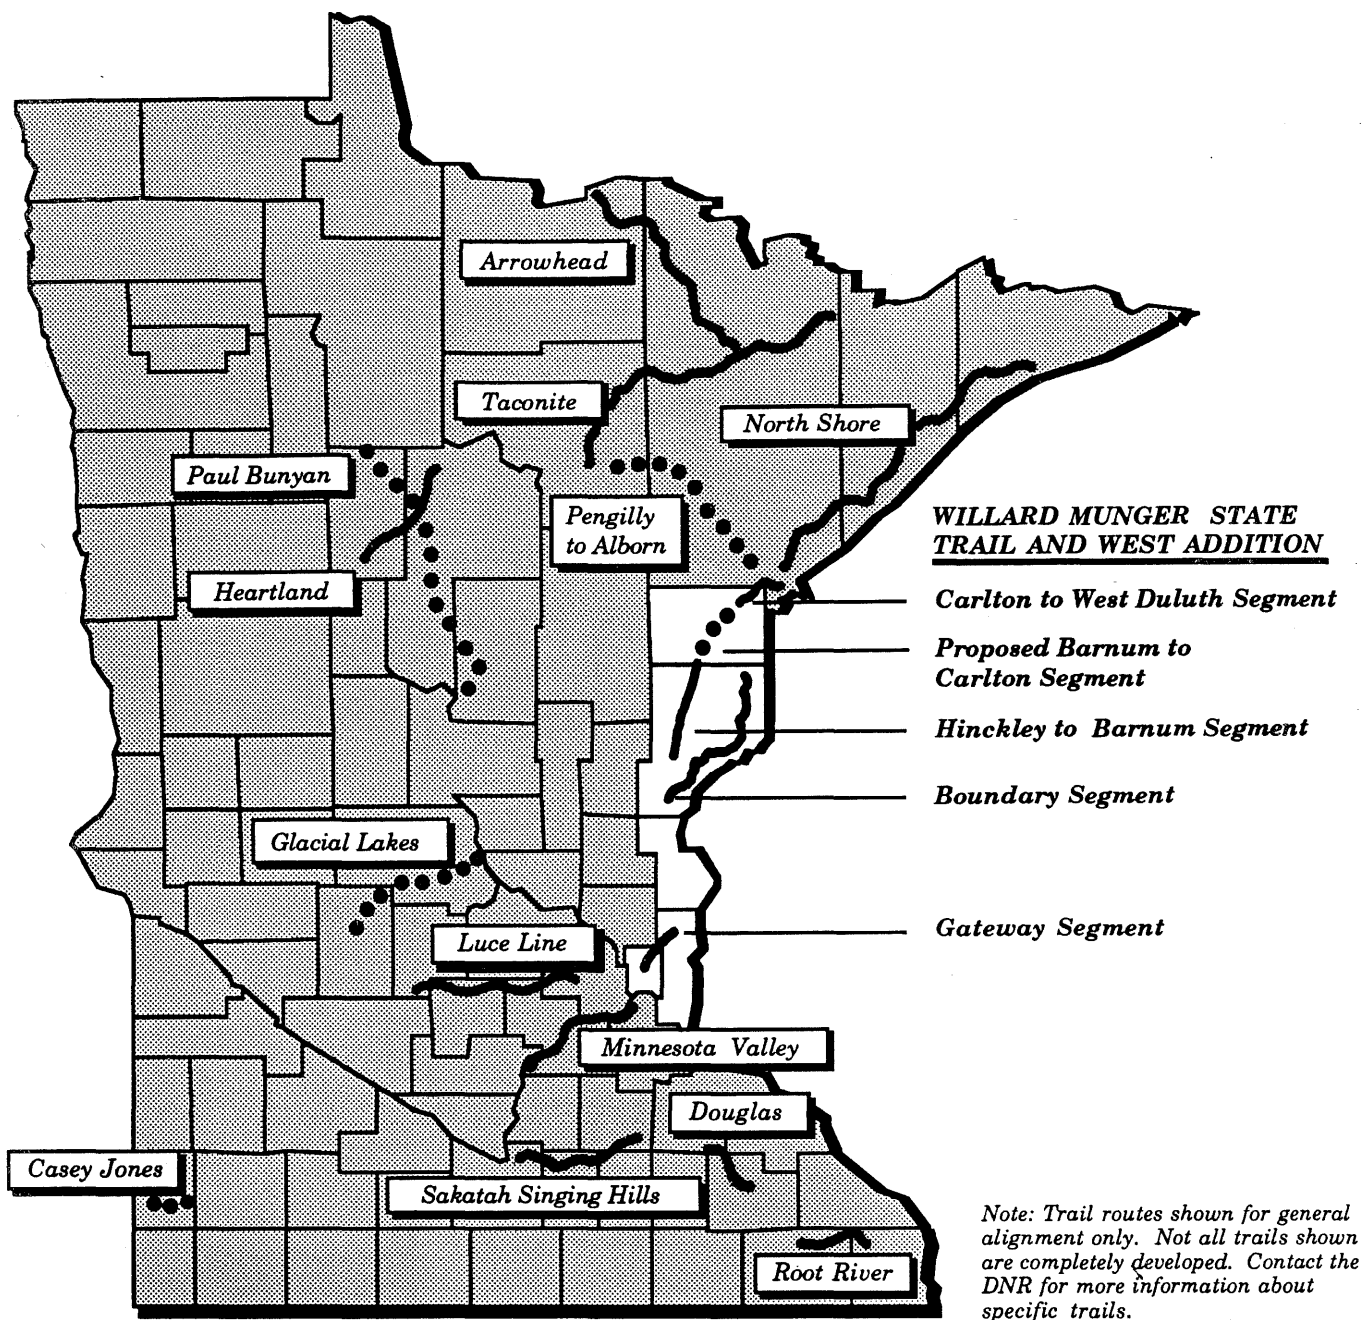 Arrowhead
Taconite
North Shore
Paul Bunyan
Pengilly
to Alborn
Heartland
WILLARD MUNGER STATE
TRAIL AND WEST ADDITION
Carlton to West Duluth Segment
Proposed Barnum to
Carlton Segment
Hinckley to Barnum Segment
Boundary Segment
Glacial Lakes
Gateway Segment
Luce Line
Minnesota Valley
Douglas
Casey Jones
Sakatah Singing Hills
Root River
Note: Trail routes shown for general
alignment only. Not all trails shown
are completely developed. Contact the
DNR for more information about
specific trails.